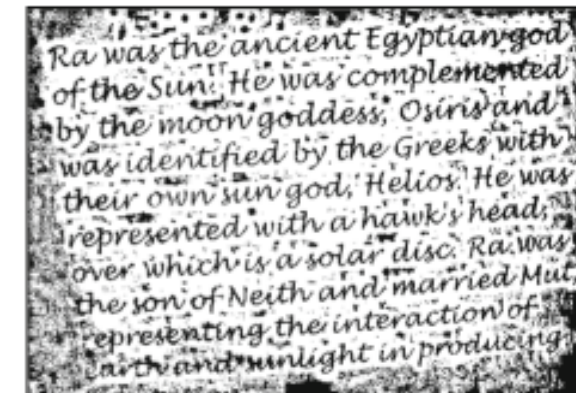 Ra was the ancient Egyptian god
of the Sun. He was complemented
by the moon goddess, Osiris and
was identified by the Greeks with
their own sun god, Helios. He was
represented with a hawk's head,
over which is a solar disc. Ra was
the son of Neith and married Mut,
representing the interaction of
earth and sunlight in producing